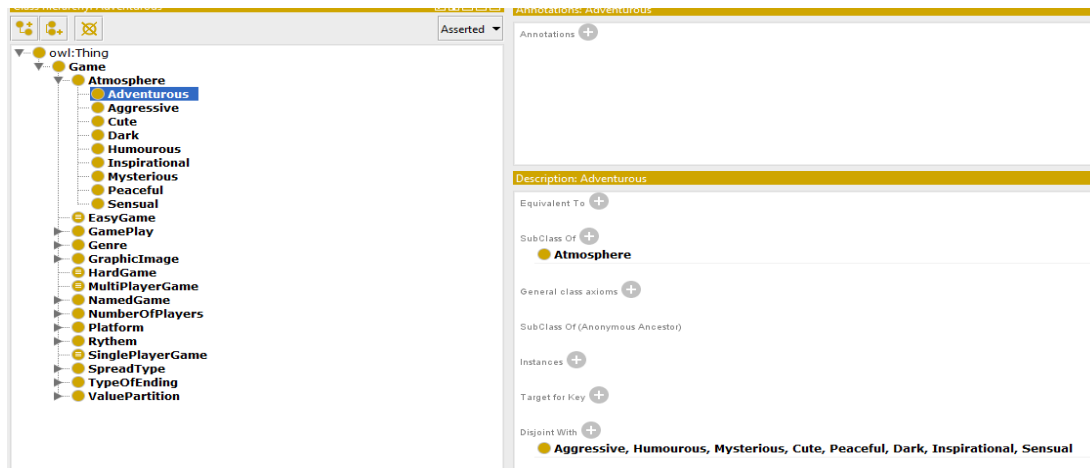 Class hierarchy: Adventurous
Asserted
owl:Thing
Game
Atmosphere
Adventurous
Aggressive
Cute
Dark
Humourous
Inspirational
Mysterious
Peaceful
Sensual
EasyGame
GamePlay
Genre
GraphicImage
HardGame
MultiPlayerGame
NamedGame
NumberOfPlayers
Platform
Rythem
SinglePlayerGame
SpreadType
TypeOfEnding
ValuePartition
Annotations: Adventurous
Annotations
Description: Adventurous
Equivalent To
SubClass Of
Atmosphere
General class axioms
SubClass Of (Anonymous Ancestor)
Instances
Target for Key
Disjoint With
Aggressive, Humourous, Mysterious, Cute, Peaceful, Dark, Inspirational, Sensual